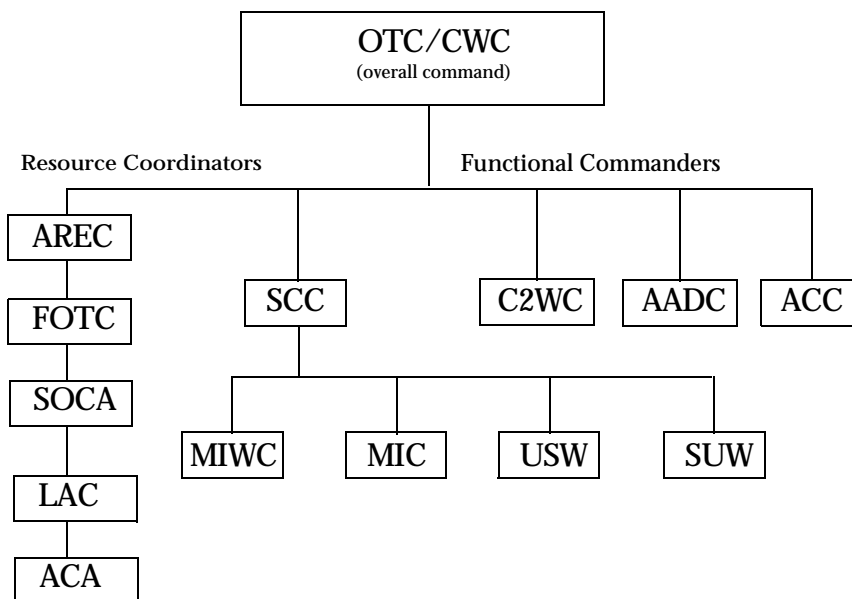 OTC/CWC
(overall command)
Resource Coordinators
Functional Commanders
AREC
FOTC
SOCA
LAC
ACA
SCC
C2WC
AADC
ACC
MIWC
MIC
USW
SUW